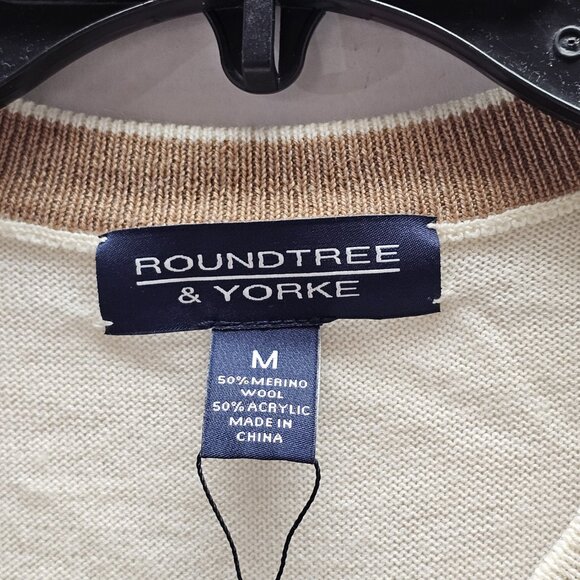 ROUNDTREE
& YORKE
M
50% MERINO
WOOL
50% ACRYLIC
MADE IN
CHINA